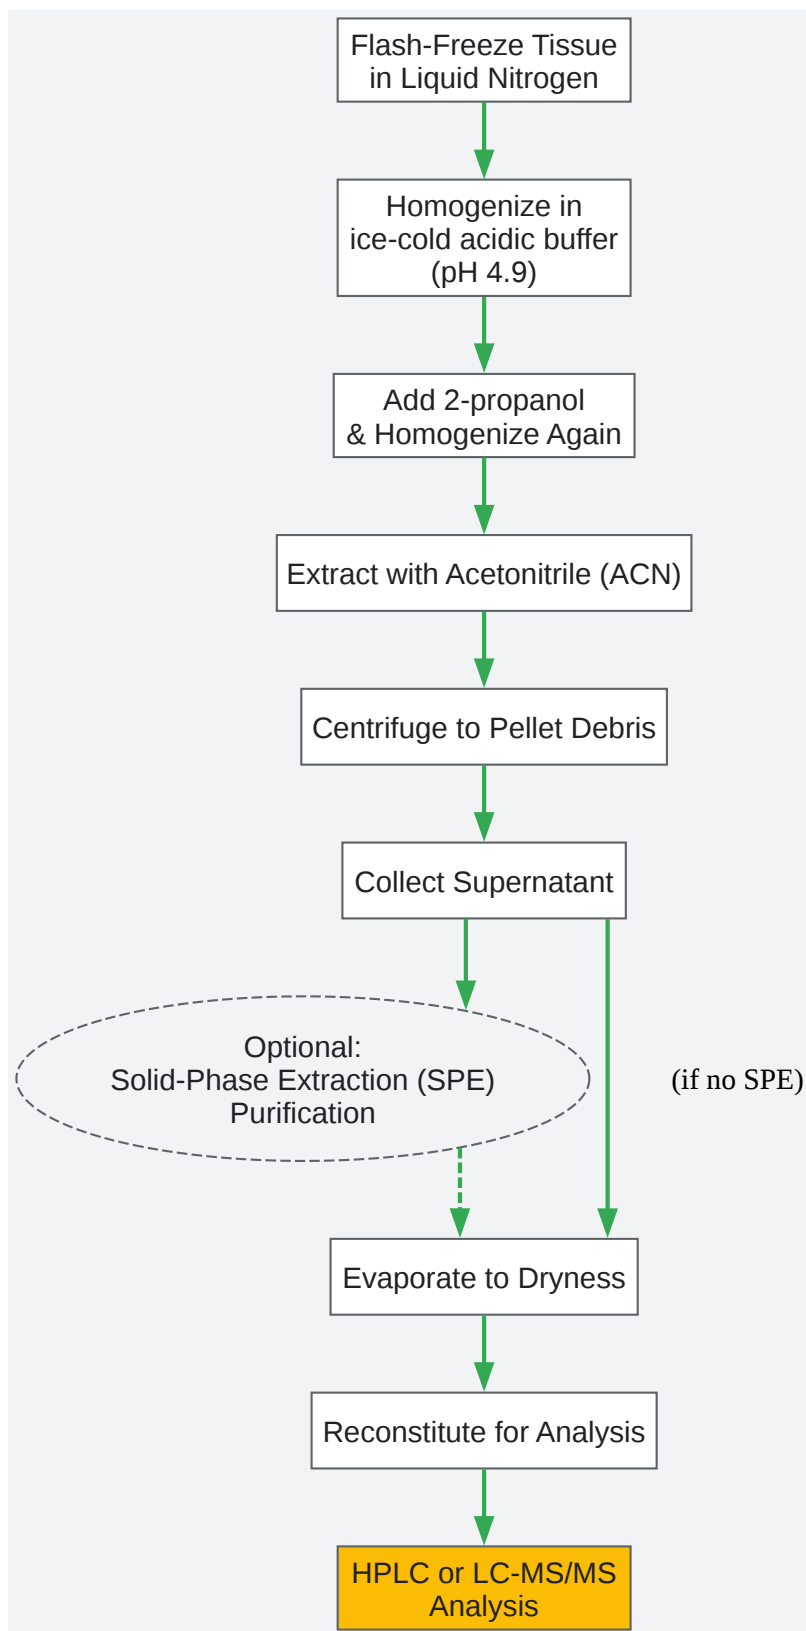 Flash-Freeze Tissue
in Liquid Nitrogen
Homogenize in
ice-cold acidic buffer
(pH 4.9)
Add 2-propanol
& Homogenize Again
Extract with Acetonitrile (ACN)
Centrifuge to Pellet Debris
Collect Supernatant
Optional:
Solid-Phase Extraction (SPE)
Purification
(if no SPE)
Evaporate to Dryness
Reconstitute for Analysis
HPLC or LC-MS/MS
Analysis